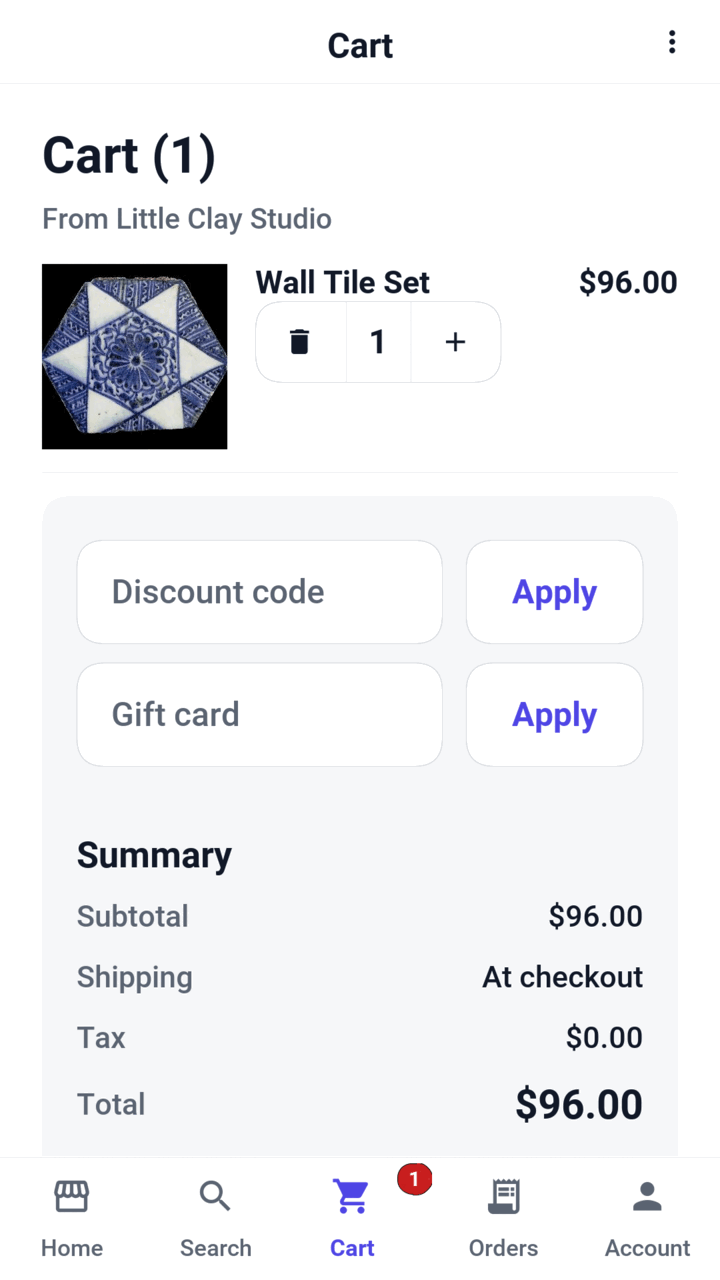 Cart
Cart (1)
From Little Clay Studio
Wall Tile Set $96.00
1 +
Discount code Apply
Gift card Apply
Summary
Subtotal $96.00
Shipping At checkout
Tax $0.00
Total $96.00
1
Home Search Cart Orders Account